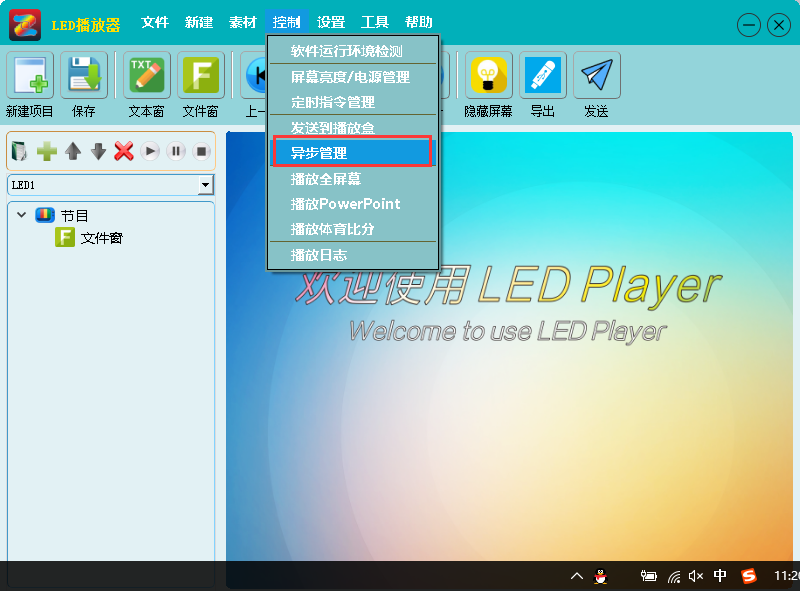 LED播放器
文件 新建 素材 控制 设置 工具 帮助
软件运行环境检测
屏幕亮度/电源管理
定时指令管理
发送到播放盒
异步管理
播放全屏幕
播放PowerPoint
播放体育比分
播放日志
TXT
新建项目 保存 文本窗 文件窗 上一 隐藏屏幕 导出 发送
LED1
节目
文件窗
欢迎使用 LED Player
Welcome to use LED Player
中